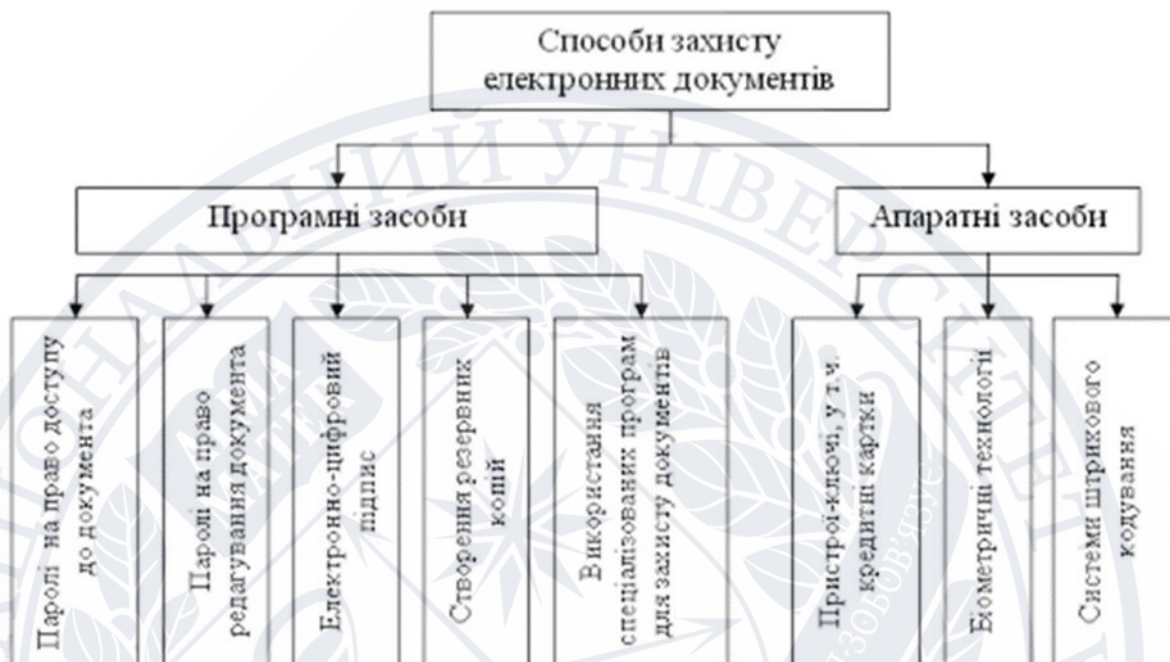 Способи захисту
електронних документів
Програмні засоби
Апаратні засоби
Паролі на право доступу
до документа
Паролі на право
редагування документа
Електронно-цифровий
підпис
Створення резервних
копій
Використання
спеціалізованих програм
для захисту документів
Пристрої-ключі, у т.ч.
кредитні картки
Біометричні технології
Системи штрихового
кодування